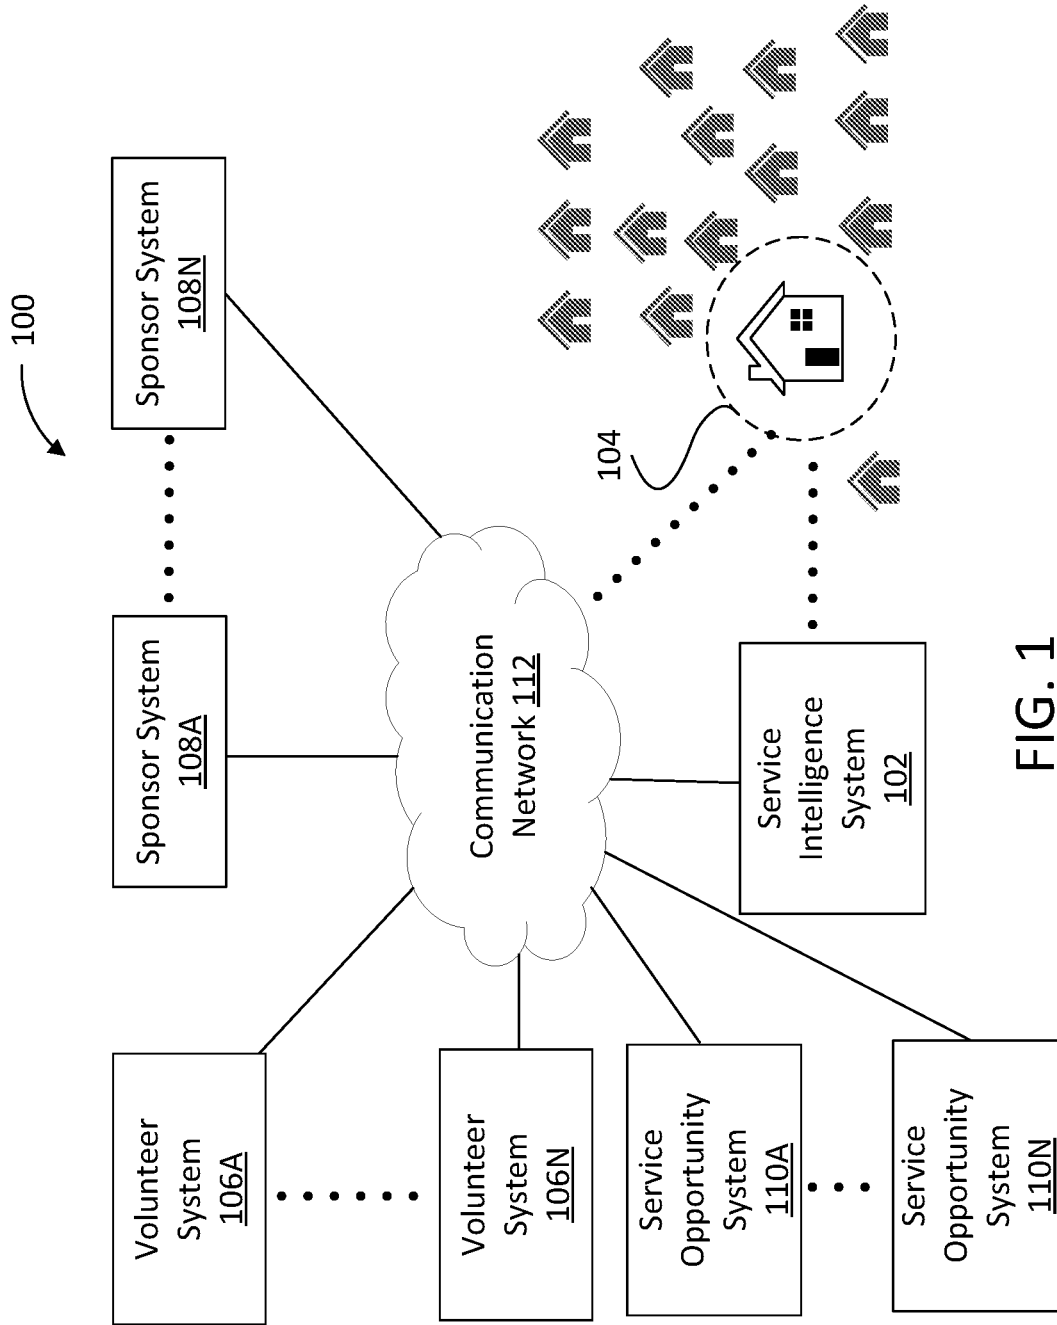 100
Sponsor System
108A
Sponsor System
108N
Volunteer
System
106A
Volunteer
System
106N
Communication
Network 112
104
Service
Opportunity
System
110A
Service
Opportunity
System
110N
Service
Intelligence
System
102
FIG. 1